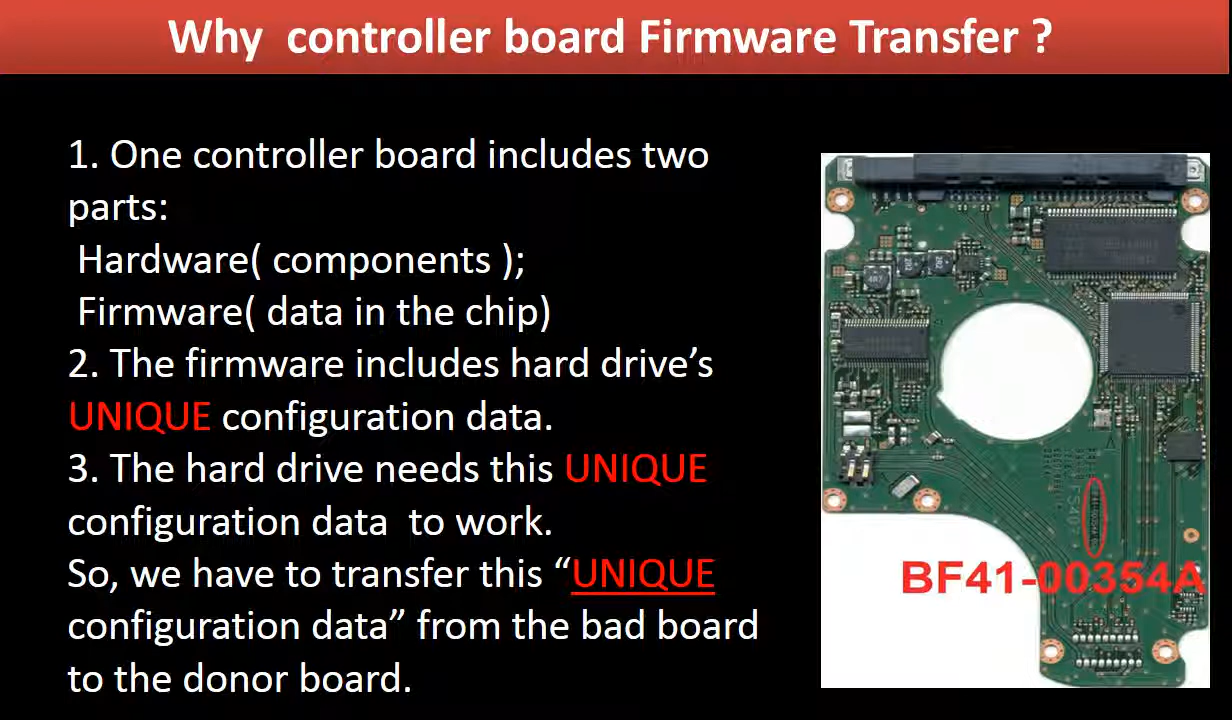 Why  controller board Firmware Transfer ?
1. One controller board includes two
parts:
Hardware( components );
Firmware( data in the chip)
2. The firmware includes hard drive’s
UNIQUE configuration data.
3. The hard drive needs this UNIQUE
configuration data  to work.
So, we have to transfer this “UNIQUE
configuration data” from the bad board
to the donor board.
BF41-00354A